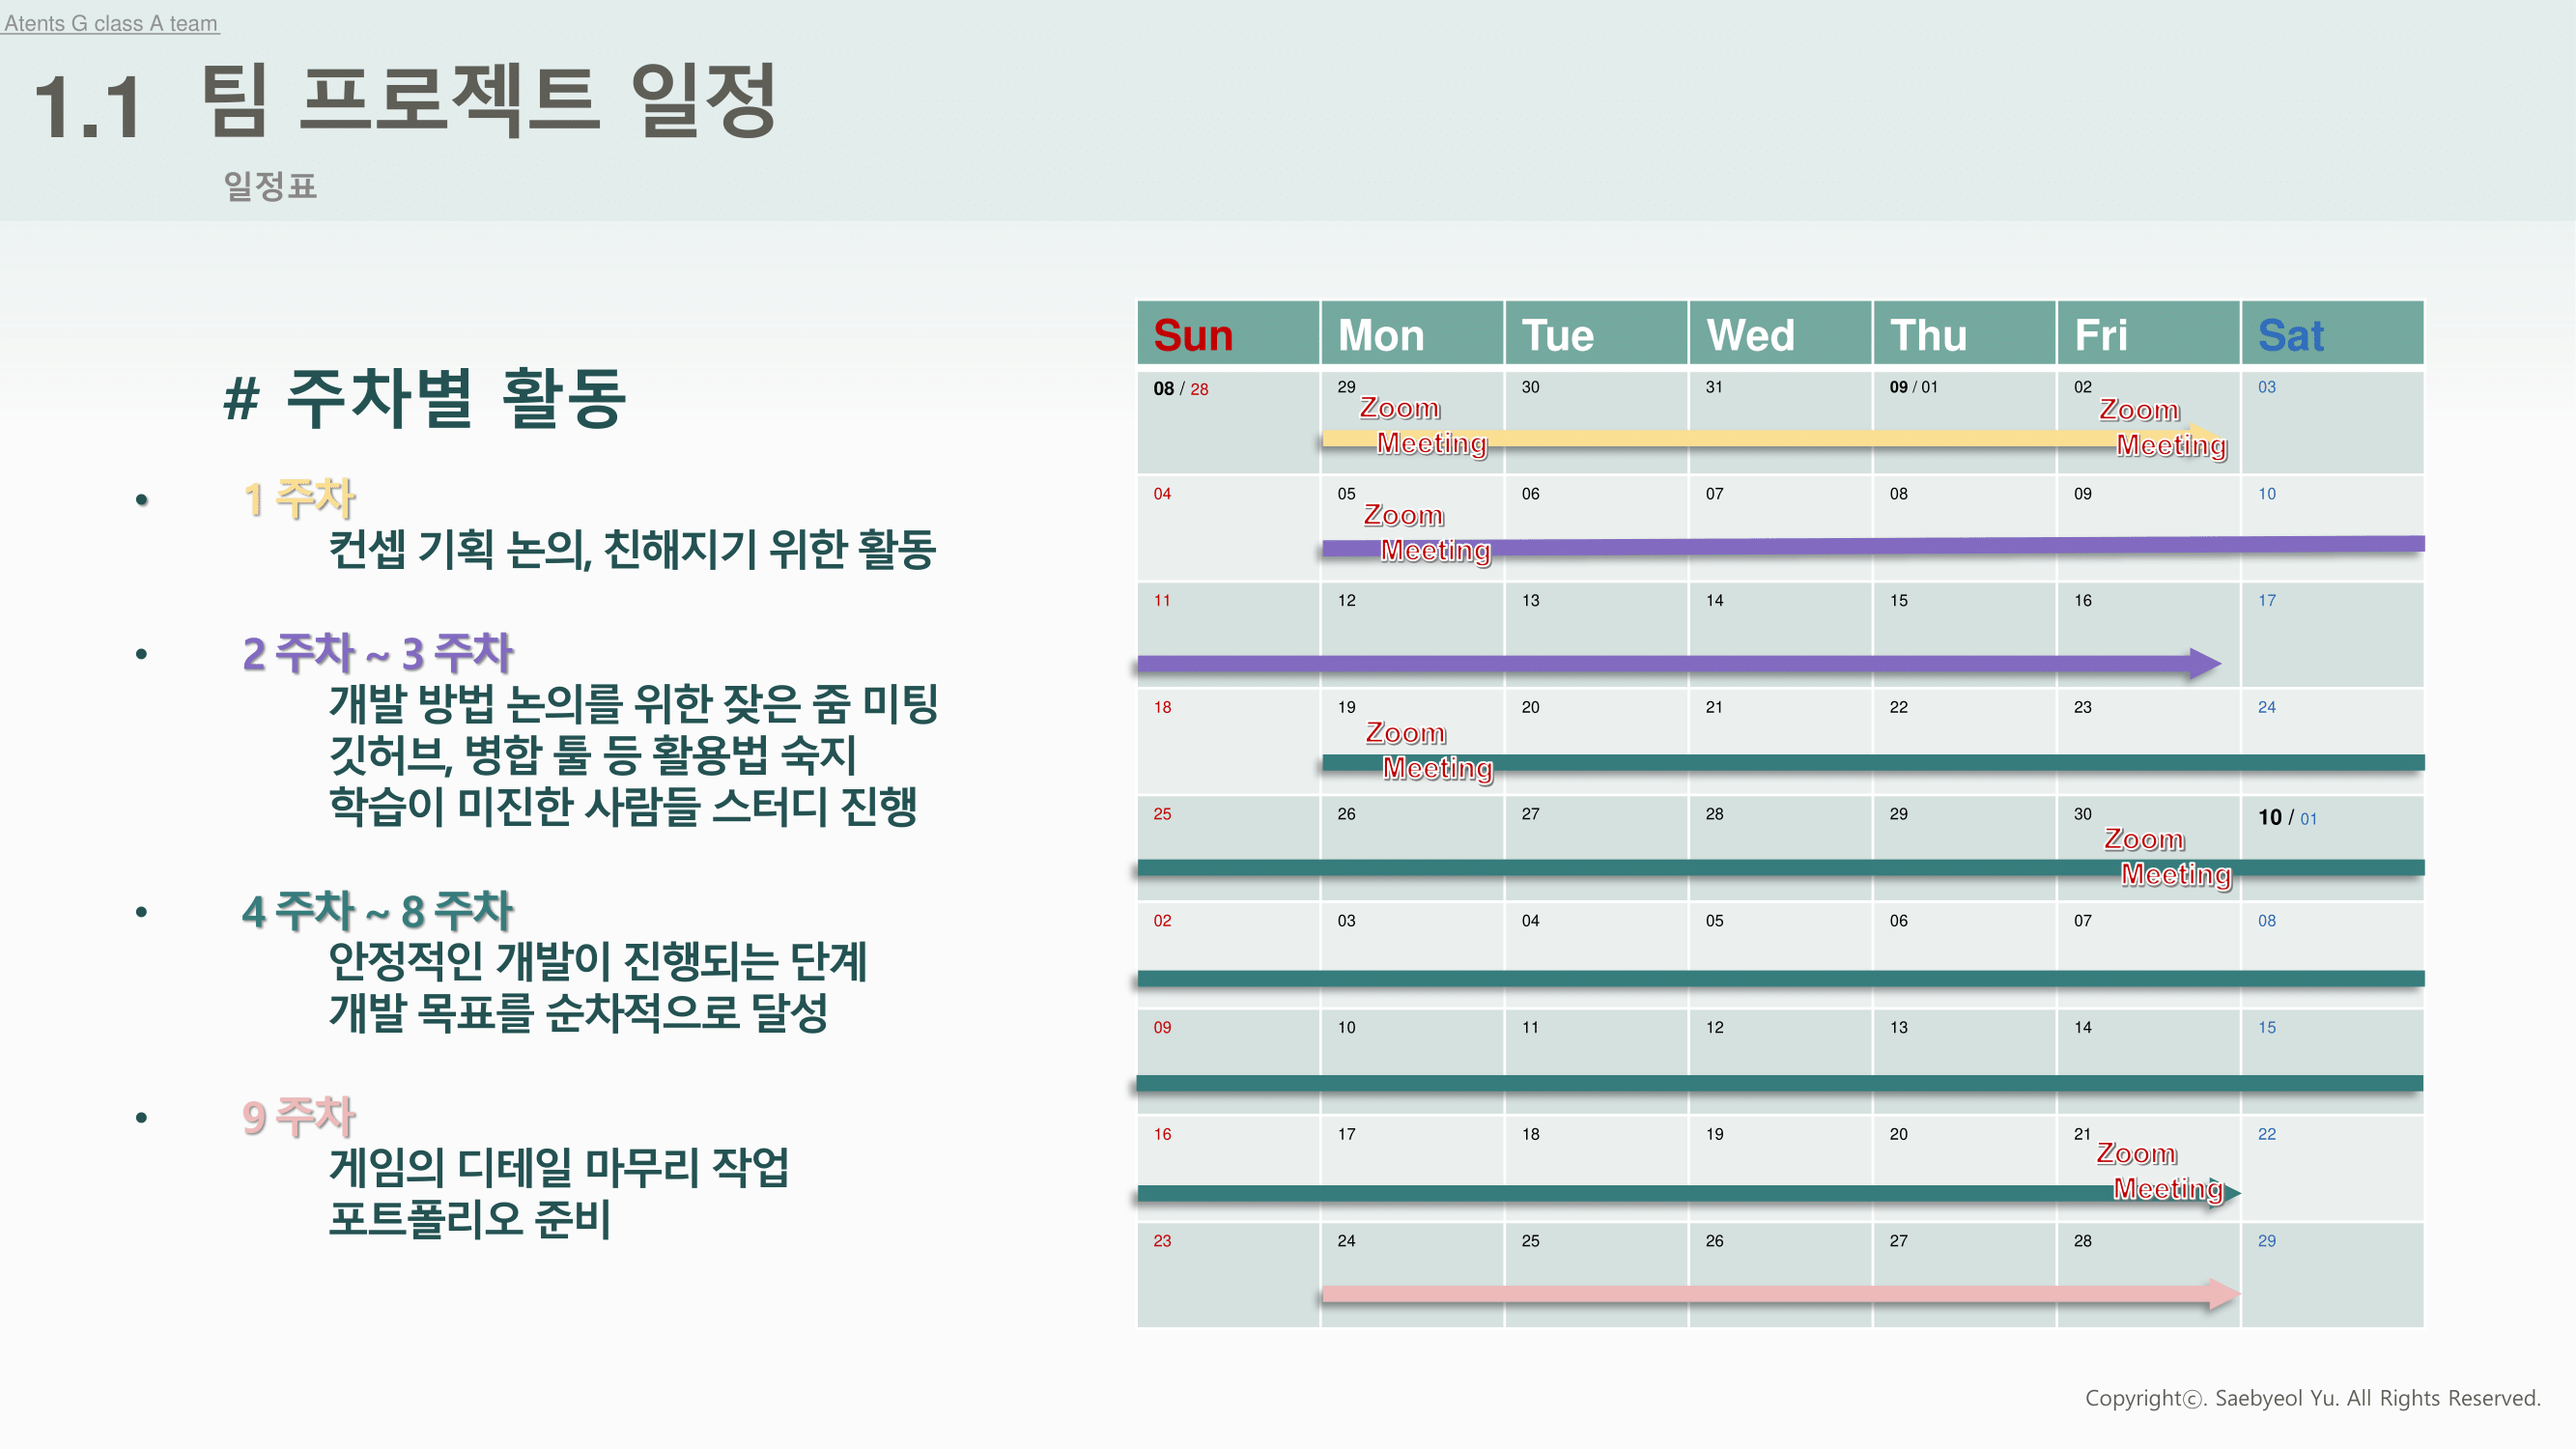 Atents G class A team
1.1 팀 프로젝트 일정
일정표
# 주차별 활동
• 1 주차
컨셉 기획 논의, 친해지기 위한 활동
• 2 주차 ~ 3 주차
개발 방법 논의를 위한 잦은 줌 미팅
깃허브, 병합 툴 등 활용법 숙지
학습이 미진한 사람들 스터디 진행
• 4 주차 ~ 8 주차
안정적인 개발이 진행되는 단계
개발 목표를 순차적으로 달성
• 9 주차
게임의 디테일 마무리 작업
포트폴리오 준비
Sun Mon Tue Wed Thu Fri Sat
08 / 28 29 30 31 09 / 01 02 03
Zoom Zoom
Meeting Meeting
04 05 06 07 08 09 10
Zoom
Meeting
11 12 13 14 15 16 17
18 19 20 21 22 23 24
Zoom
Meeting
25 26 27 28 29 30 10 / 01
Zoom
Meeting
02 03 04 05 06 07 08
09 10 11 12 13 14 15
16 17 18 19 20 21 22
Zoom
Meeting
23 24 25 26 27 28 29
Copyrightⓒ. Saebyeol Yu. All Rights Reserved.